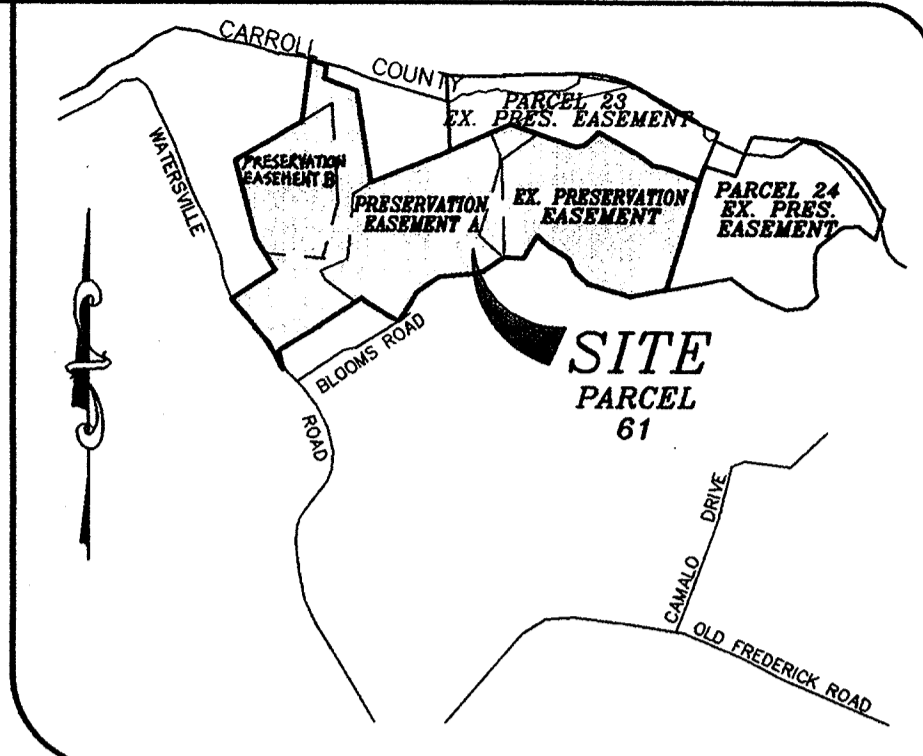 CARROLL
COUNTY
PARCEL 23
EX. PRES. EASEMENT
WATERSVILLE
PRESERVATION
EASEMENT B
PRESERVATION
EASEMENT A
EX. PRESERVATION
EASEMENT
PARCEL 24
EX. PRES.
EASEMENT
BLOOMS ROAD
SITE
PARCEL
61
ROAD
CAMALO DRIVE
OLD FREDERICK ROAD